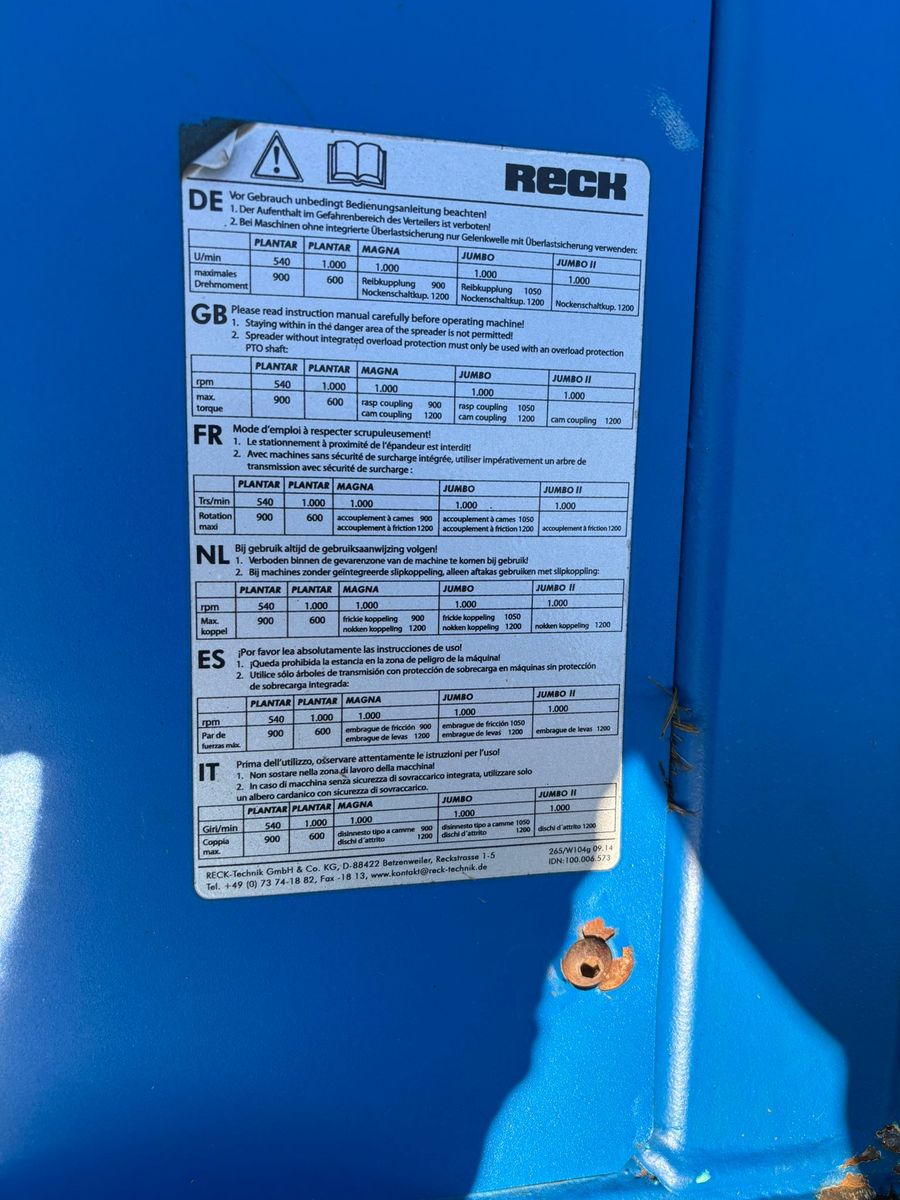 RECK
DE Vor Gebrauch unbedingt Bedienungsanleitung beachten!
1. Der Aufenthalt im Gefahrenbereich des Verteilers ist verboten!
2. Bei Maschinen ohne integrierte Überlastsicherung nur Gelenkwelle mit Überlastsicherung verwenden:
PLANTAR PLANTAR MAGNA JUMBO JUMBO II
U/min 540 1.000 1.000 1.000 1.000
maximales 900 600 Reibkupplung 900 Reibkupplung 1050
Drehmoment Nockenschaltkup. 1200 Nockenschaltkup. 1200 Nockenschaltkup. 1200
GB Please read instruction manual carefully before operating machine!
1. Staying within in the danger area of the spreader is not permitted!
2. Spreader without integrated overload protection must only be used with an overload protection
PTO shaft:
PLANTAR PLANTAR MAGNA JUMBO JUMBO II
rpm 540 1.000 1.000 1.000 1.000
max. 900 600 rasp coupling 900 rasp coupling 1050
torque cam coupling 1200 cam coupling 1200 cam coupling 1200
FR Mode d'emploi à respecter scrupuleusement!
1. Le stationnement à proximité de l'épandeur est interdit!
2. Avec machines sans sécurité de surcharge intégrée, utiliser impérativement un arbre de
transmission avec sécurité de surcharge :
PLANTAR PLANTAR MAGNA JUMBO JUMBO II
Trs/min 540 1.000 1.000 1.000 1.000
Rotation 900 600 accouplement à cames 900 accouplement à cames 1050
maxi accouplement à friction 1200 accouplement à friction 1200 accouplement à friction 1200
NL Bij gebruik altijd de gebruiksaanwijzing volgen!
1. Verboden binnen de gevarenzone van de machine te komen bij gebruik!
2. Bij machines zonder geïntegreerde slipkoppeling, alleen aftakas gebruiken met slipkoppling:
PLANTAR PLANTAR MAGNA JUMBO JUMBO II
rpm 540 1.000 1.000 1.000 1.000
Max. 900 600 frickie koppeling 900 frickie koppeling 1050
koppel nokken koppeling 1200 nokken koppeling 1200 nokken koppeling 1200
ES ¡Por favor lea absolutamente las instrucciones de uso!
1. ¡Queda prohibida la estancia en la zona de peligro de la máquina!
2. Utilice sólo árboles de transmisión con protección de sobrecarga en máquinas sin protección
de sobrecarga integrada:
PLANTAR PLANTAR MAGNA JUMBO JUMBO II
rpm 540 1.000 1.000 1.000 1.000
Par de 900 600 embrague de fricción 900 embrague de fricción 1050
fuerzas máx. embrague de levas 1200 embrague de levas 1200 embrague de levas 1200
IT Prima dell'utilizzo, osservare attentamente le istruzioni per l'uso!
1. Non sostare nella zona di lavoro della macchina!
2. In caso di macchina senza sicurezza di sovraccarico integrata, utilizzare solo
un albero cardanico con sicurezza di sovraccarico.
PLANTAR PLANTAR MAGNA JUMBO JUMBO II
Giri/min 540 1.000 1.000 1.000 1.000
Coppia 900 600 disinnesto tipo a camme 900 disinnesto tipo a camme 1050
max. dischi d'attrito 1200 dischi d'attrito 1200 dischi d'attrito 1200
RECK-Technik GmbH & Co. KG, D-88422 Betzenweiler, Reckstrasse 1-5 265/W104g 09.14
Tel. +49 (0) 73 74-18 82, Fax -18 13, www.kontakt@reck-technik.de IDN:100.006.573